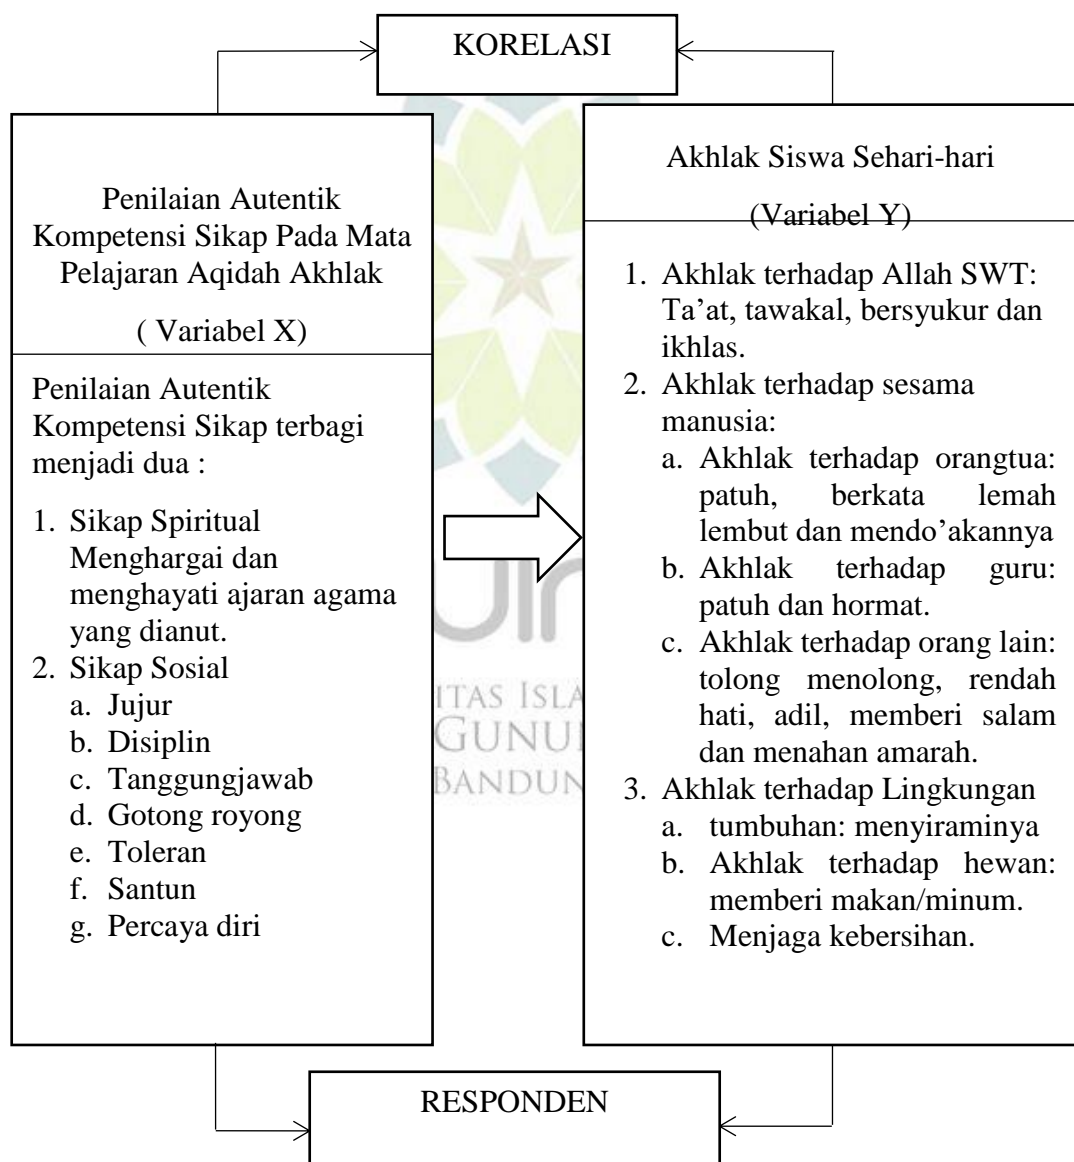 KORELASI
Penilaian Autentik
Kompetensi Sikap Pada Mata
Pelajaran Aqidah Akhlak
( Variabel X)
Penilaian Autentik
Kompetensi Sikap terbagi
menjadi dua :
1. Sikap Spiritual
Menghargai dan
menghayati ajaran agama
yang dianut.
2. Sikap Sosial
a. Jujur
b. Disiplin
c. Tanggungjawab
d. Gotong royong
e. Toleran
f. Santun
g. Percaya diri
Akhlak Siswa Sehari-hari
(Variabel Y)
1. Akhlak terhadap Allah SWT:
Ta’at, tawakal, bersyukur dan
ikhlas.
2. Akhlak terhadap sesama
manusia:
a. Akhlak terhadap orangtua:
patuh, berkata lemah
lembut dan mendo’akannya
b. Akhlak terhadap guru:
patuh dan hormat.
c. Akhlak terhadap orang lain:
tolong menolong, rendah
hati, adil, memberi salam
dan menahan amarah.
3. Akhlak terhadap Lingkungan
a. tumbuhan: menyiraminya
b. Akhlak terhadap hewan:
memberi makan/minum.
c. Menjaga kebersihan.
ITAS ISLA
GUNU
BANDUN
RESPONDEN